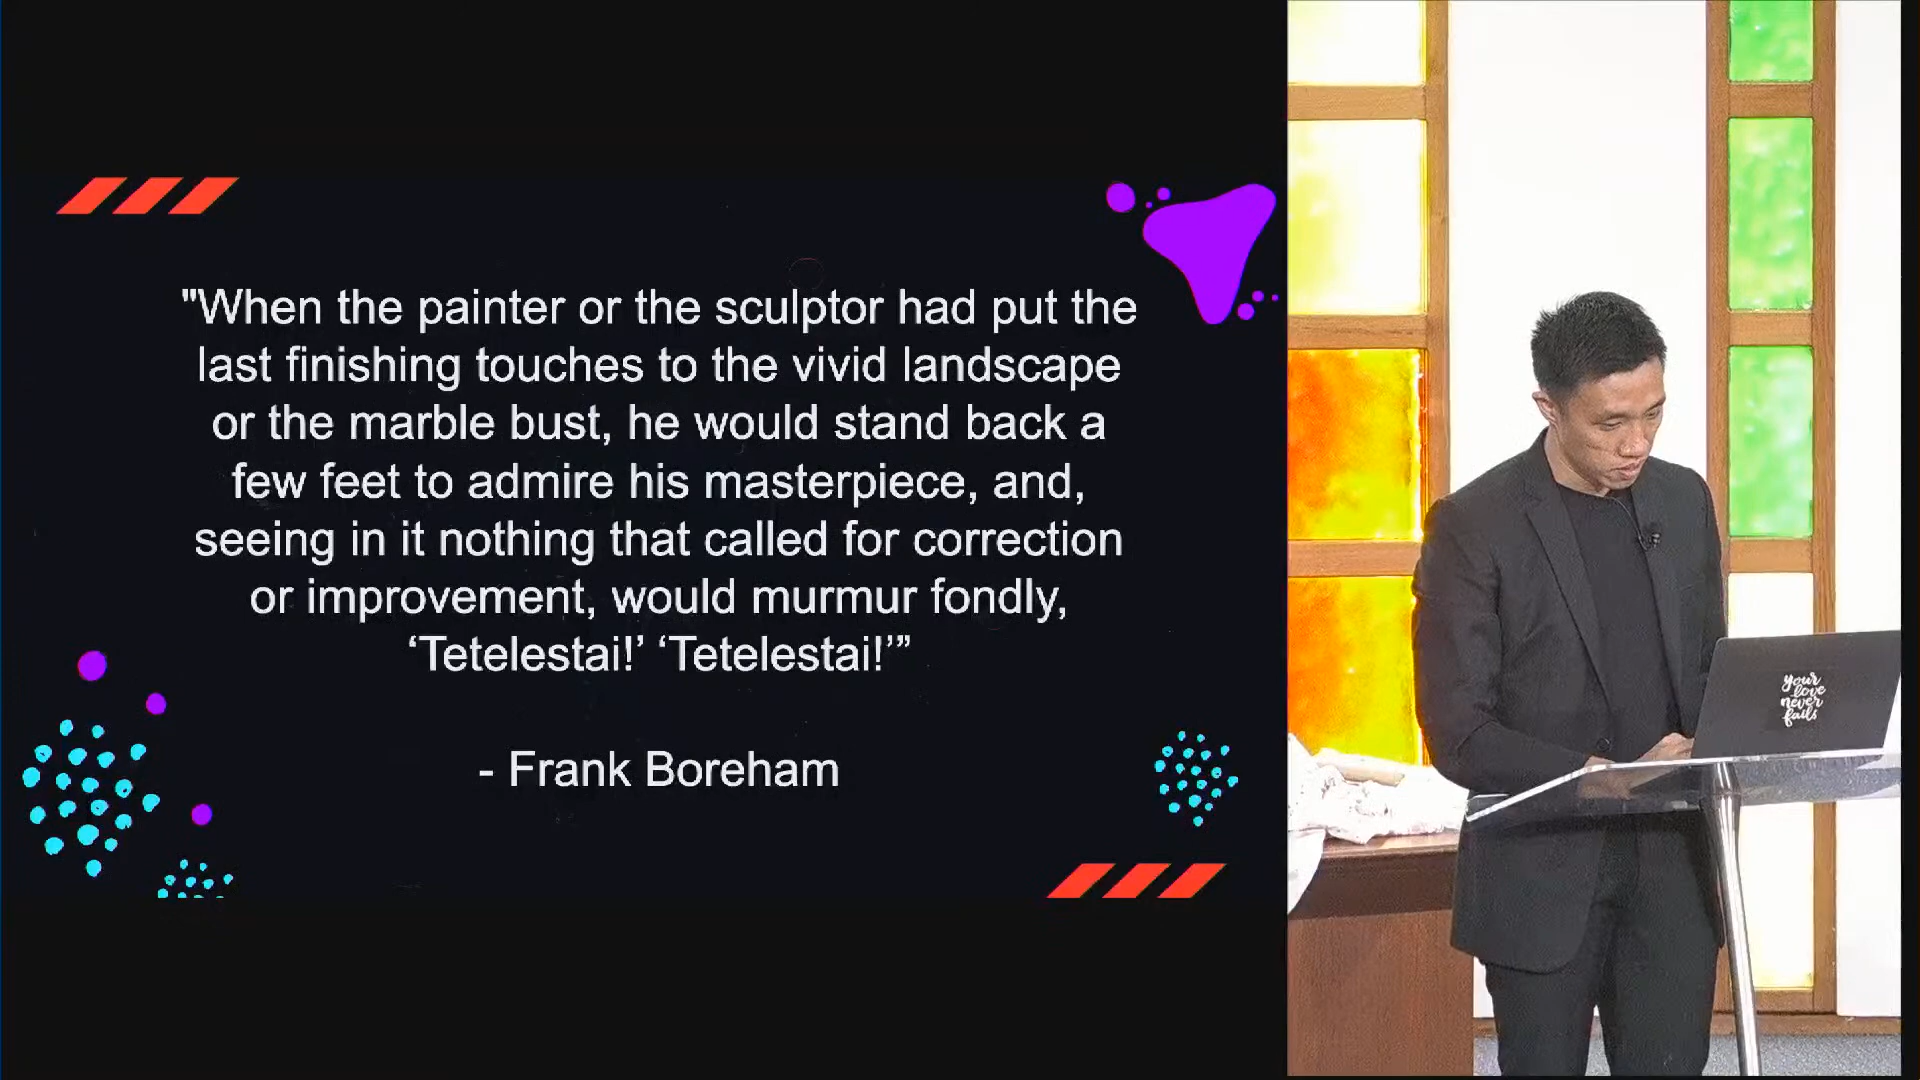 "When the painter or the sculptor had put the
last finishing touches to the vivid landscape
or the marble bust, he would stand back a
few feet to admire his masterpiece, and,
seeing in it nothing that called for correction
or improvement, would murmur fondly,
‘Tetelestai!’ ‘Tetelestai!’”
- Frank Boreham
your
love
never
fails